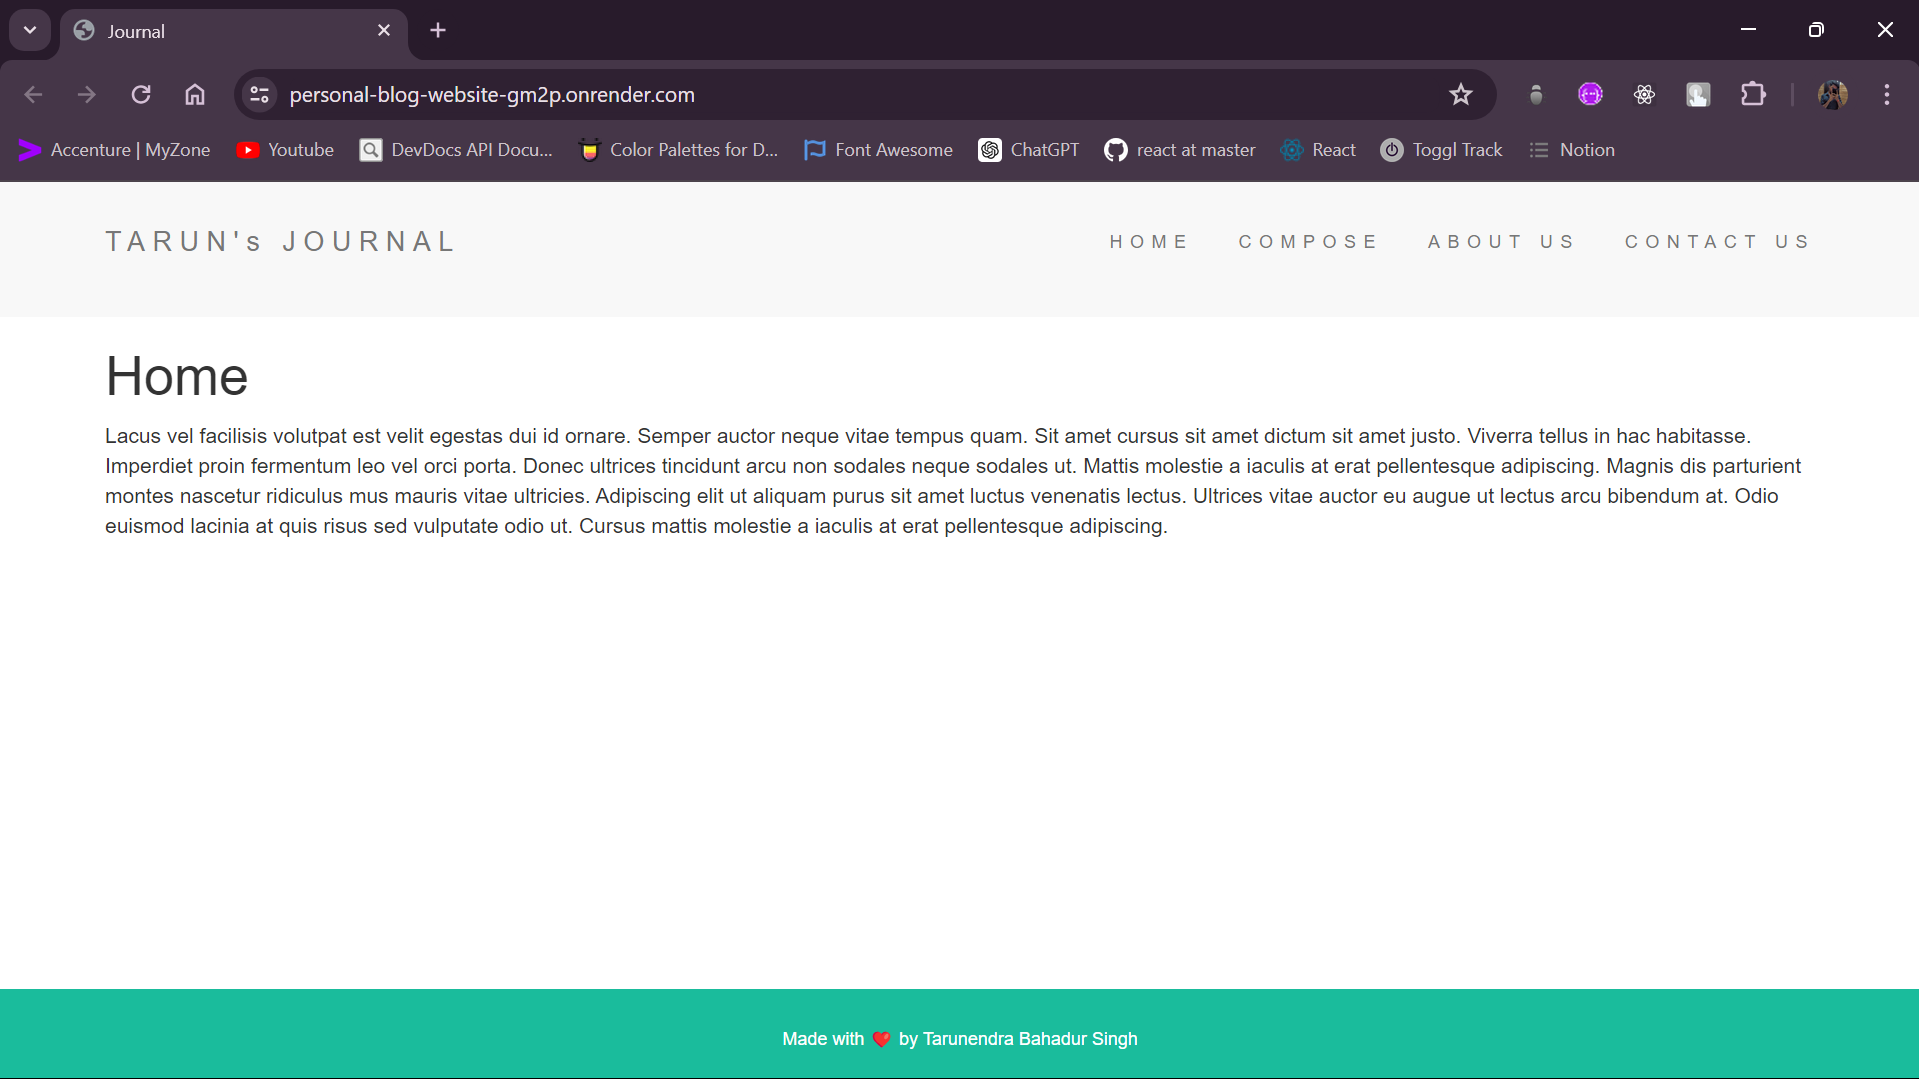 Journal
personal-blog-website-gm2p.onrender.com
Accenture | MyZone Youtube DevDocs API Docu... Color Palettes for D... Font Awesome ChatGPT react at master React Toggl Track Notion
TARUN's JOURNAL HOME COMPOSE ABOUT US CONTACT US
Home
Lacus vel facilisis volutpat est velit egestas dui id ornare. Semper auctor neque vitae tempus quam. Sit amet cursus sit amet dictum sit amet justo. Viverra tellus in hac habitasse.
Imperdiet proin fermentum leo vel orci porta. Donec ultrices tincidunt arcu non sodales neque sodales ut. Mattis molestie a iaculis at erat pellentesque adipiscing. Magnis dis parturient
montes nascetur ridiculus mus mauris vitae ultricies. Adipiscing elit ut aliquam purus sit amet luctus venenatis lectus. Ultrices vitae auctor eu augue ut lectus arcu bibendum at. Odio
euismod lacinia at quis risus sed vulputate odio ut. Cursus mattis molestie a iaculis at erat pellentesque adipiscing.
Made with ❤️ by Tarunendra Bahadur Singh